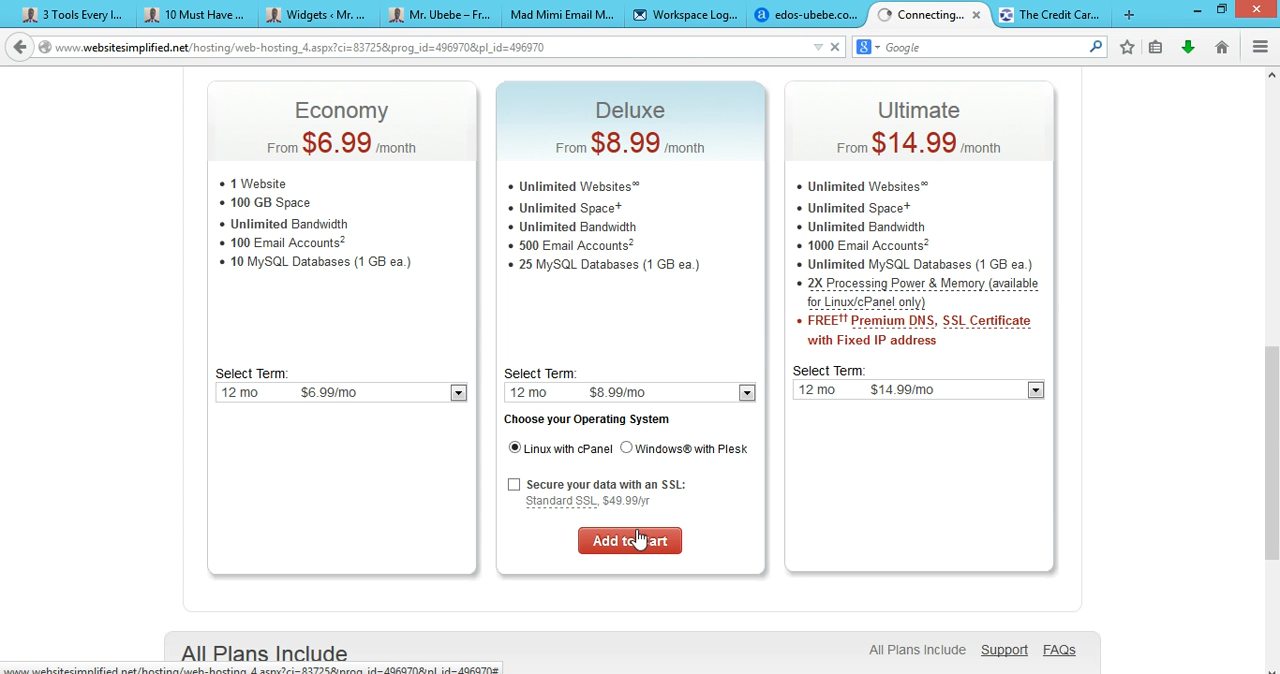 3 Tools Every I...
10 Must Have ...
Widgets ‹ Mr. ...
Mr. Ubebe – Fr...
Mad Mimi Email M...
Workspace Log...
edos-ubebe.co...
Connecting...
The Credit Car...
www.websitesimplified.net/hosting/web-hosting_4.aspx?ci=83725&prog_id=496970&pl_id=496970
Google
Economy
From $6.99 /month
• 1 Website
• 100 GB Space
• Unlimited Bandwidth
• 100 Email Accounts²
• 10 MySQL Databases (1 GB ea.)
Select Term:
12 mo $6.99/mo
Deluxe
From $8.99 /month
• Unlimited Websites∞
• Unlimited Space+
• Unlimited Bandwidth
• 500 Email Accounts²
• 25 MySQL Databases (1 GB ea.)
Select Term:
12 mo $8.99/mo
Choose your Operating System
Linux with cPanel Windows® with Plesk
Secure your data with an SSL:
Standard SSL, $49.99/yr
Add to Cart
Ultimate
From $14.99 /month
• Unlimited Websites∞
• Unlimited Space+
• Unlimited Bandwidth
• 1000 Email Accounts²
• Unlimited MySQL Databases (1 GB ea.)
• 2X Processing Power & Memory (available
for Linux/cPanel only)
• FREE†† Premium DNS, SSL Certificate
with Fixed IP address
Select Term:
12 mo $14.99/mo
All Plans Include
All Plans Include Support FAQs
www.websitesimplified.net/hosting/web-hosting_4.aspx?ci=83725&prog_id=496970&pl_id=496970#